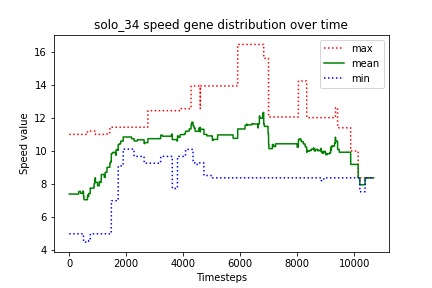 solo_34 speed gene distribution over time
Speed value
16
14
12
10
8
6
4
max
mean
min
0
2000
4000
6000
8000
10000
Timesteps